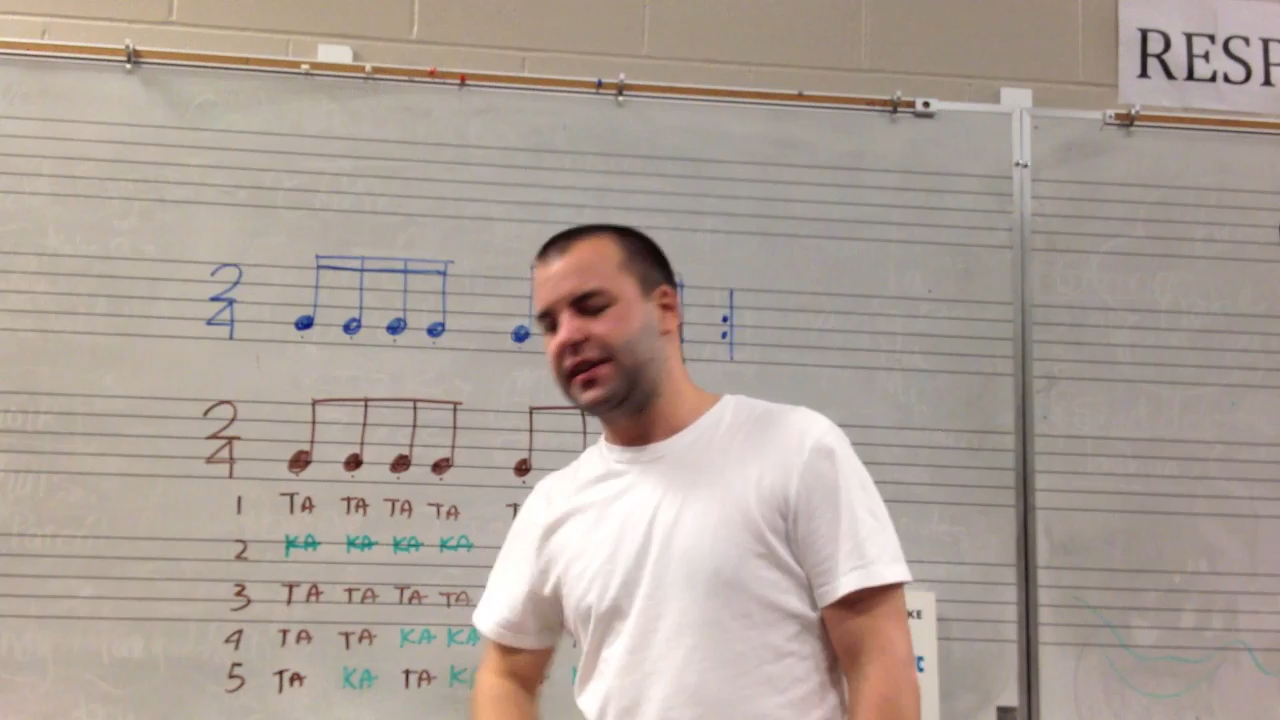 RESP
2
4
2
4
1 TA TA TA TA T
2 KA KA KA KA
3 TA TA TA TA
4 TA TA KA KA
5 TA KA TA K
KE
C